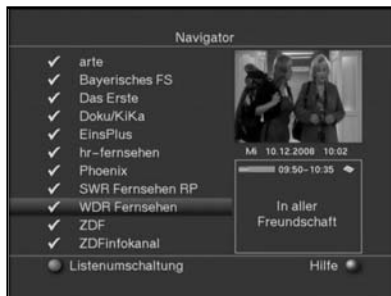 Navigator
arte
Bayerisches FS
Das Erste
Doku/KiKa
EinsPlus
hr-fernsehen
Phoenix
SWR Fernsehen RP
WDR Fernsehen
ZDF
ZDFinfokanal
Mi 10.12.2008 10:02
09:50-10:35
In aller
Freundschaft
Listenumschaltung
Hilfe